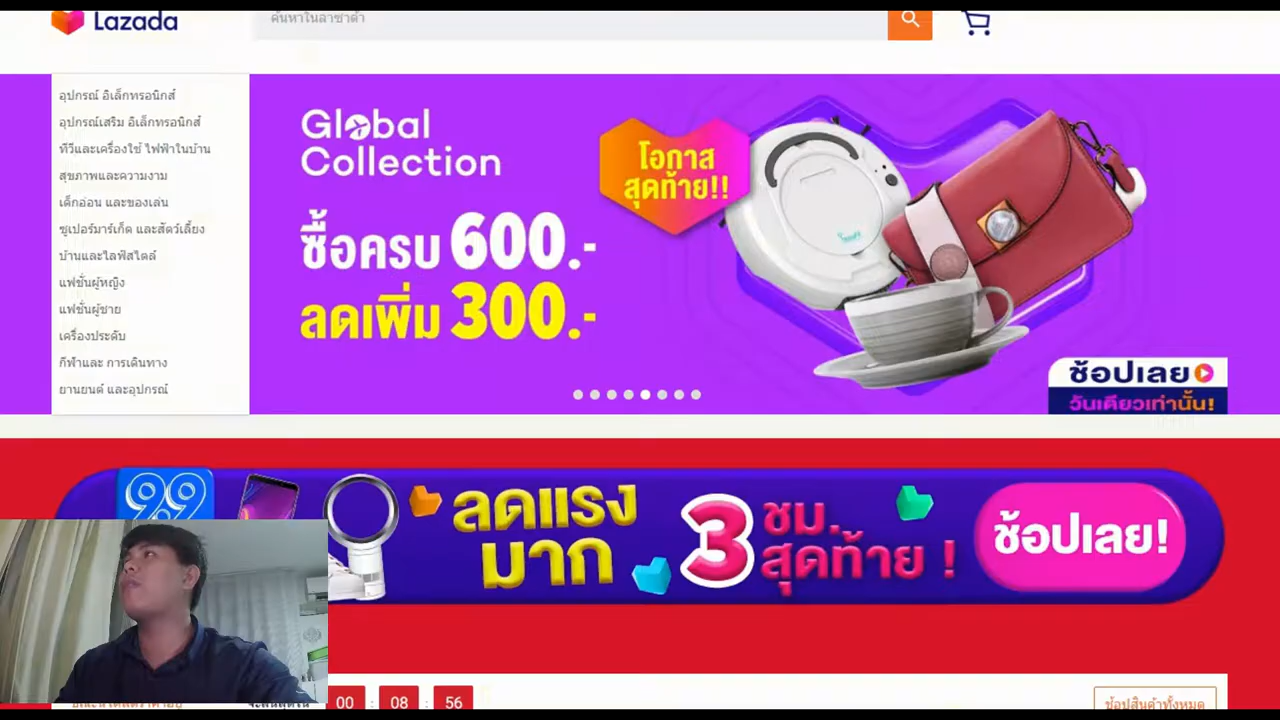 Lazada
ค้นหาในลาซาด้า
อุปกรณ์ อิเล็กทรอนิกส์
อุปกรณ์เสริม อิเล็กทรอนิกส์
ทีวีและเครื่องใช้ ไฟฟ้าในบ้าน
สุขภาพและความงาม
เด็กอ่อน และของเล่น
ซูเปอร์มาร์เก็ต และสัตว์เลี้ยง
บ้านและไลฟ์สไตล์
แฟชั่นผู้หญิง
แฟชั่นผู้ชาย
เครื่องประดับ
กีฬาและ การเดินทาง
ยานยนต์ และอุปกรณ์
Global
Collection
ซื้อครบ 600.-
ลดเพิ่ม 300.-
โอกาส
สุดท้าย!!
ช้อปเลย
วันเดียวเท่านั้น!
9.9
ลดแรง
มาก
3 ชม.
สุดท้าย !
ช้อปเลย!
00 : 08 : 56
ช้อปสินค้าทั้งหมด